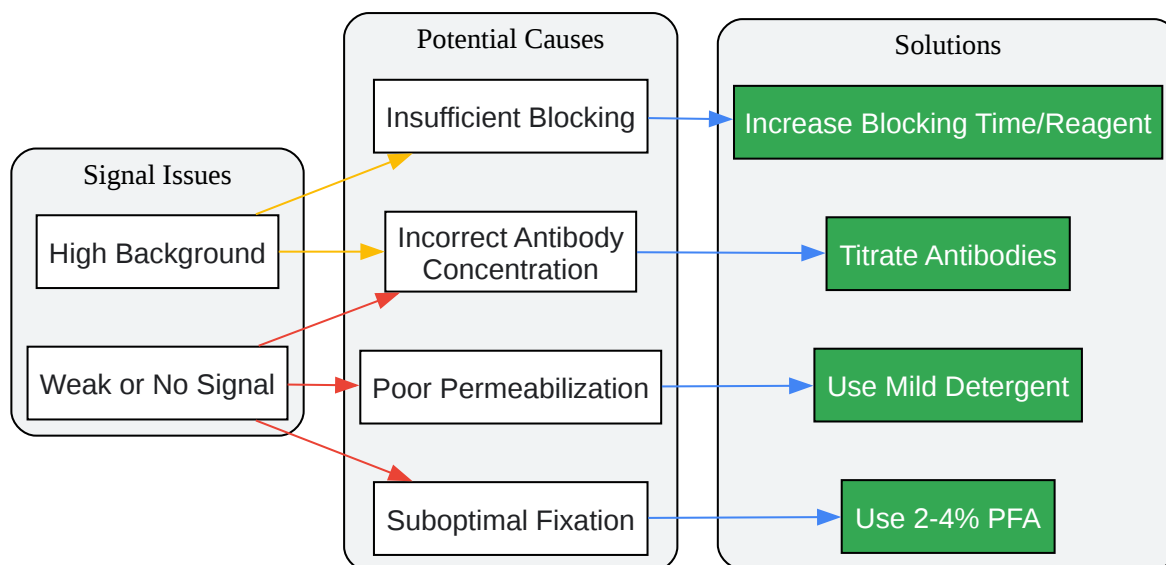 Signal Issues
High Background
Weak or No Signal
Potential Causes
Insufficient Blocking
Incorrect Antibody
Concentration
Poor Permeabilization
Suboptimal Fixation
Solutions
Increase Blocking Time/Reagent
Titrate Antibodies
Use Mild Detergent
Use 2-4% PFA